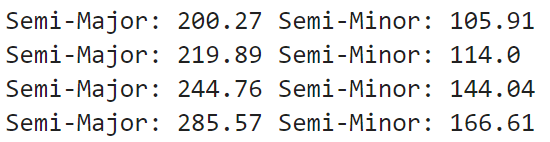 Semi-Major: 200.27 Semi-Minor: 105.91
Semi-Major: 219.89 Semi-Minor: 114.0
Semi-Major: 244.76 Semi-Minor: 144.04
Semi-Major: 285.57 Semi-Minor: 166.61